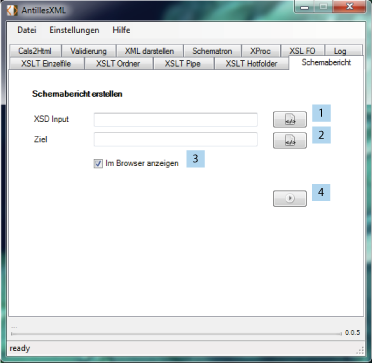 AntillesXML
Datei Einstellungen Hilfe
Cals2Html Validierung XML darstellen Schematron XProc XSL FO Log
XSLT Einzelfile XSLT Ordner XSLT Pipe XSLT Hotfolder Schemabericht
Schemabericht erstellen
XSD Input 1
Ziel 2
Im Browser anzeigen 3
4
...
0.0.5
ready